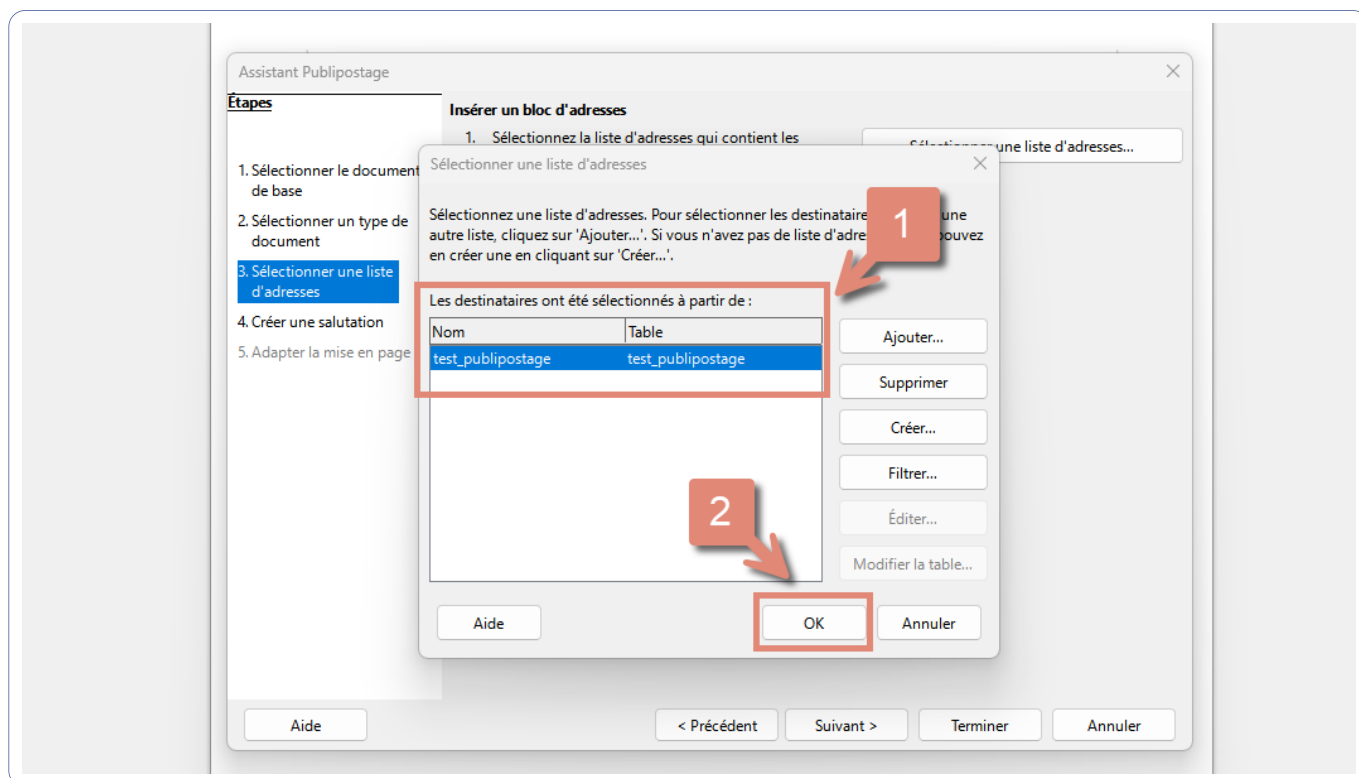 Assistant Publipostage
Étapes
1. Sélectionner le document
de base
2. Sélectionner un type de
document
3. Sélectionner une liste
d'adresses
4. Créer une salutation
5. Adapter la mise en page
Insérer un bloc d'adresses
1. Sélectionnez la liste d'adresses qui contient les
une liste d'adresses...
Sélectionner une liste d'adresses
Sélectionnez une liste d'adresses. Pour sélectionner les une
autre liste, cliquez sur 'Ajouter...'. Si vous n'avez pas de liste pouvez
en créer une en cliquant sur 'Créer...'.
1
Les destinataires ont été sélectionnés à partir de :
Nom Table
test_publipostage test_publipostage
Ajouter...
Supprimer
Créer...
Filtrer...
Éditer...
Modifier la table...
2
Aide OK Annuler
Aide < Précédent Suivant > Terminer Annuler